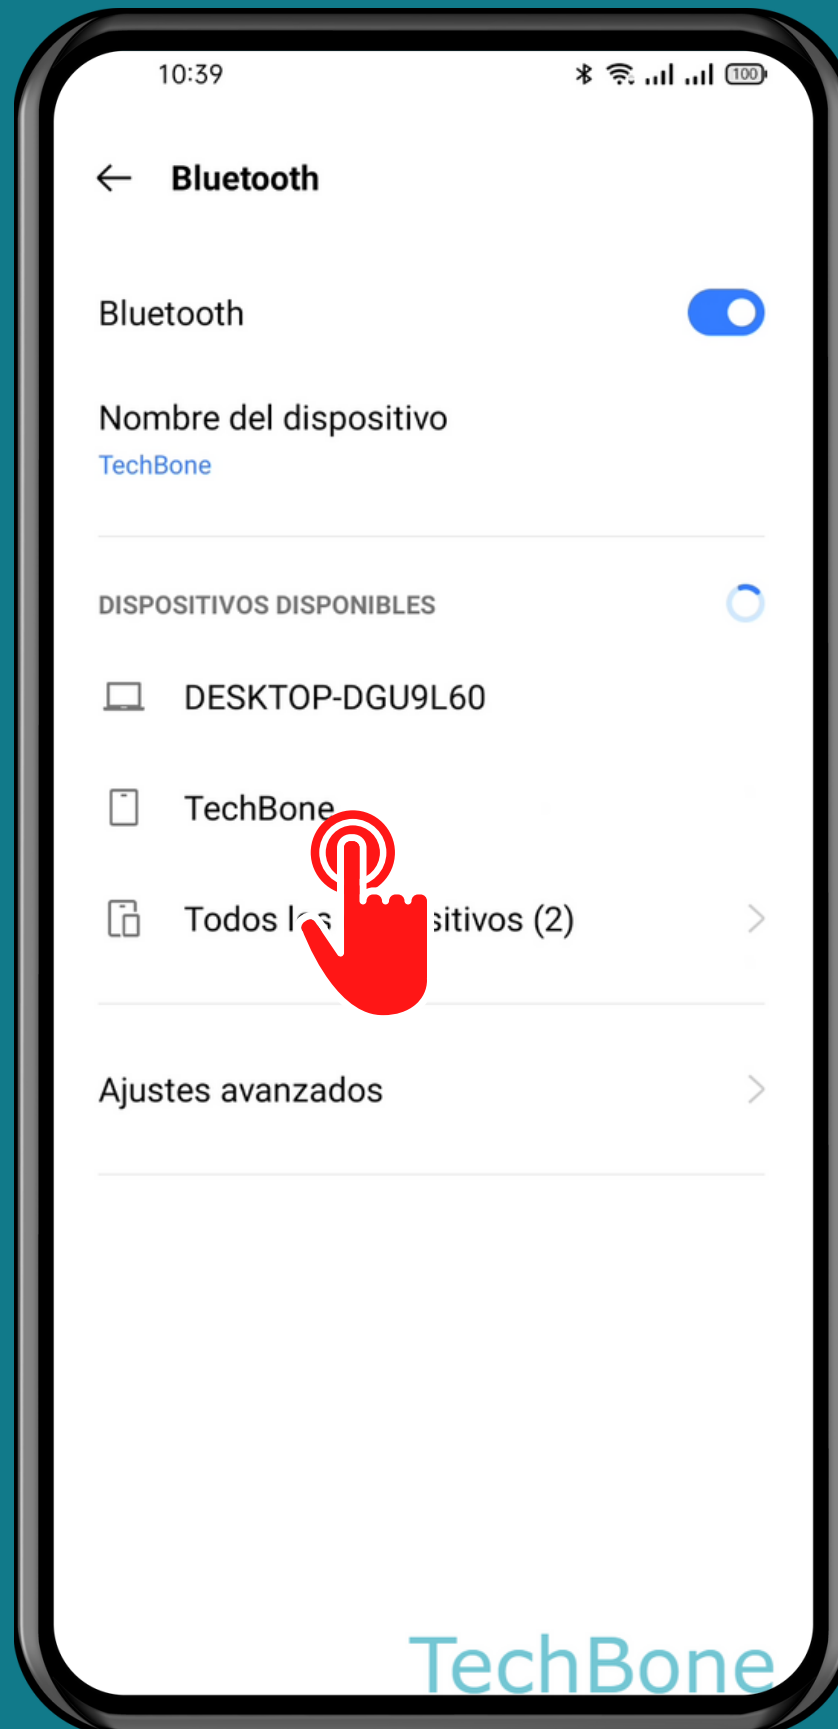 10:39
100
Bluetooth
Bluetooth
Nombre del dispositivo
TechBone
DISPOSITIVOS DISPONIBLES
DESKTOP-DGU9L60
TechBone
Todos sitivos (2)
Ajustes avanzados
TechBone